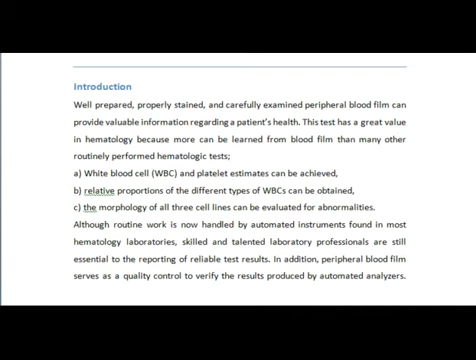 Introduction
Well prepared, properly stained, and carefully examined peripheral blood film can
provide valuable information regarding a patient's health. This test has a great value
in hematology because more can be learned from blood film than many other
routinely performed hematologic tests;
a) White blood cell (WBC) and platelet estimates can be achieved,
b) relative proportions of the different types of WBCs can be obtained,
c) the morphology of all three cell lines can be evaluated for abnormalities.
Although routine work is now handled by automated instruments found in most
hematology laboratories, skilled and talented laboratory professionals are still
essential to the reporting of reliable test results. In addition, peripheral blood film
serves as a quality control to verify the results produced by automated analyzers.